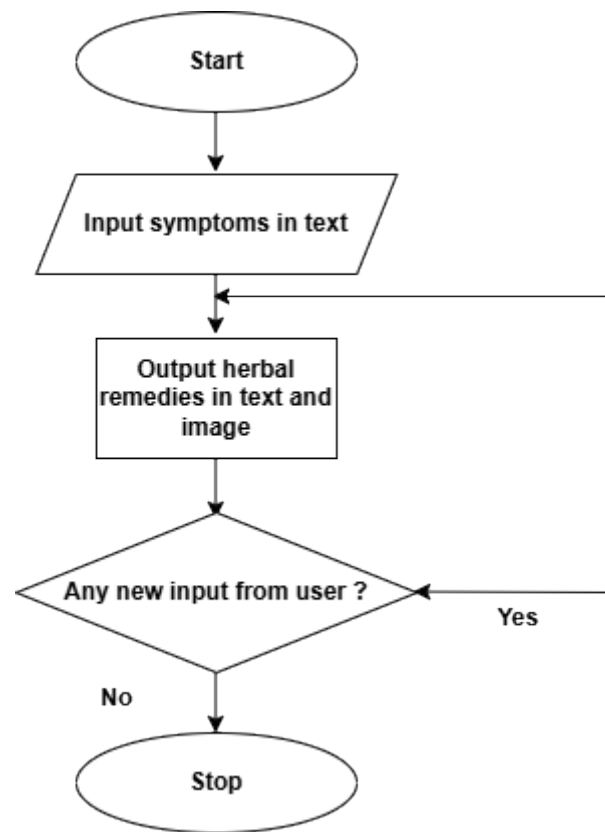 Start
Input symptoms in text
Output herbal
remedies in text and
image
Any new input from user ?
Yes
No
Stop